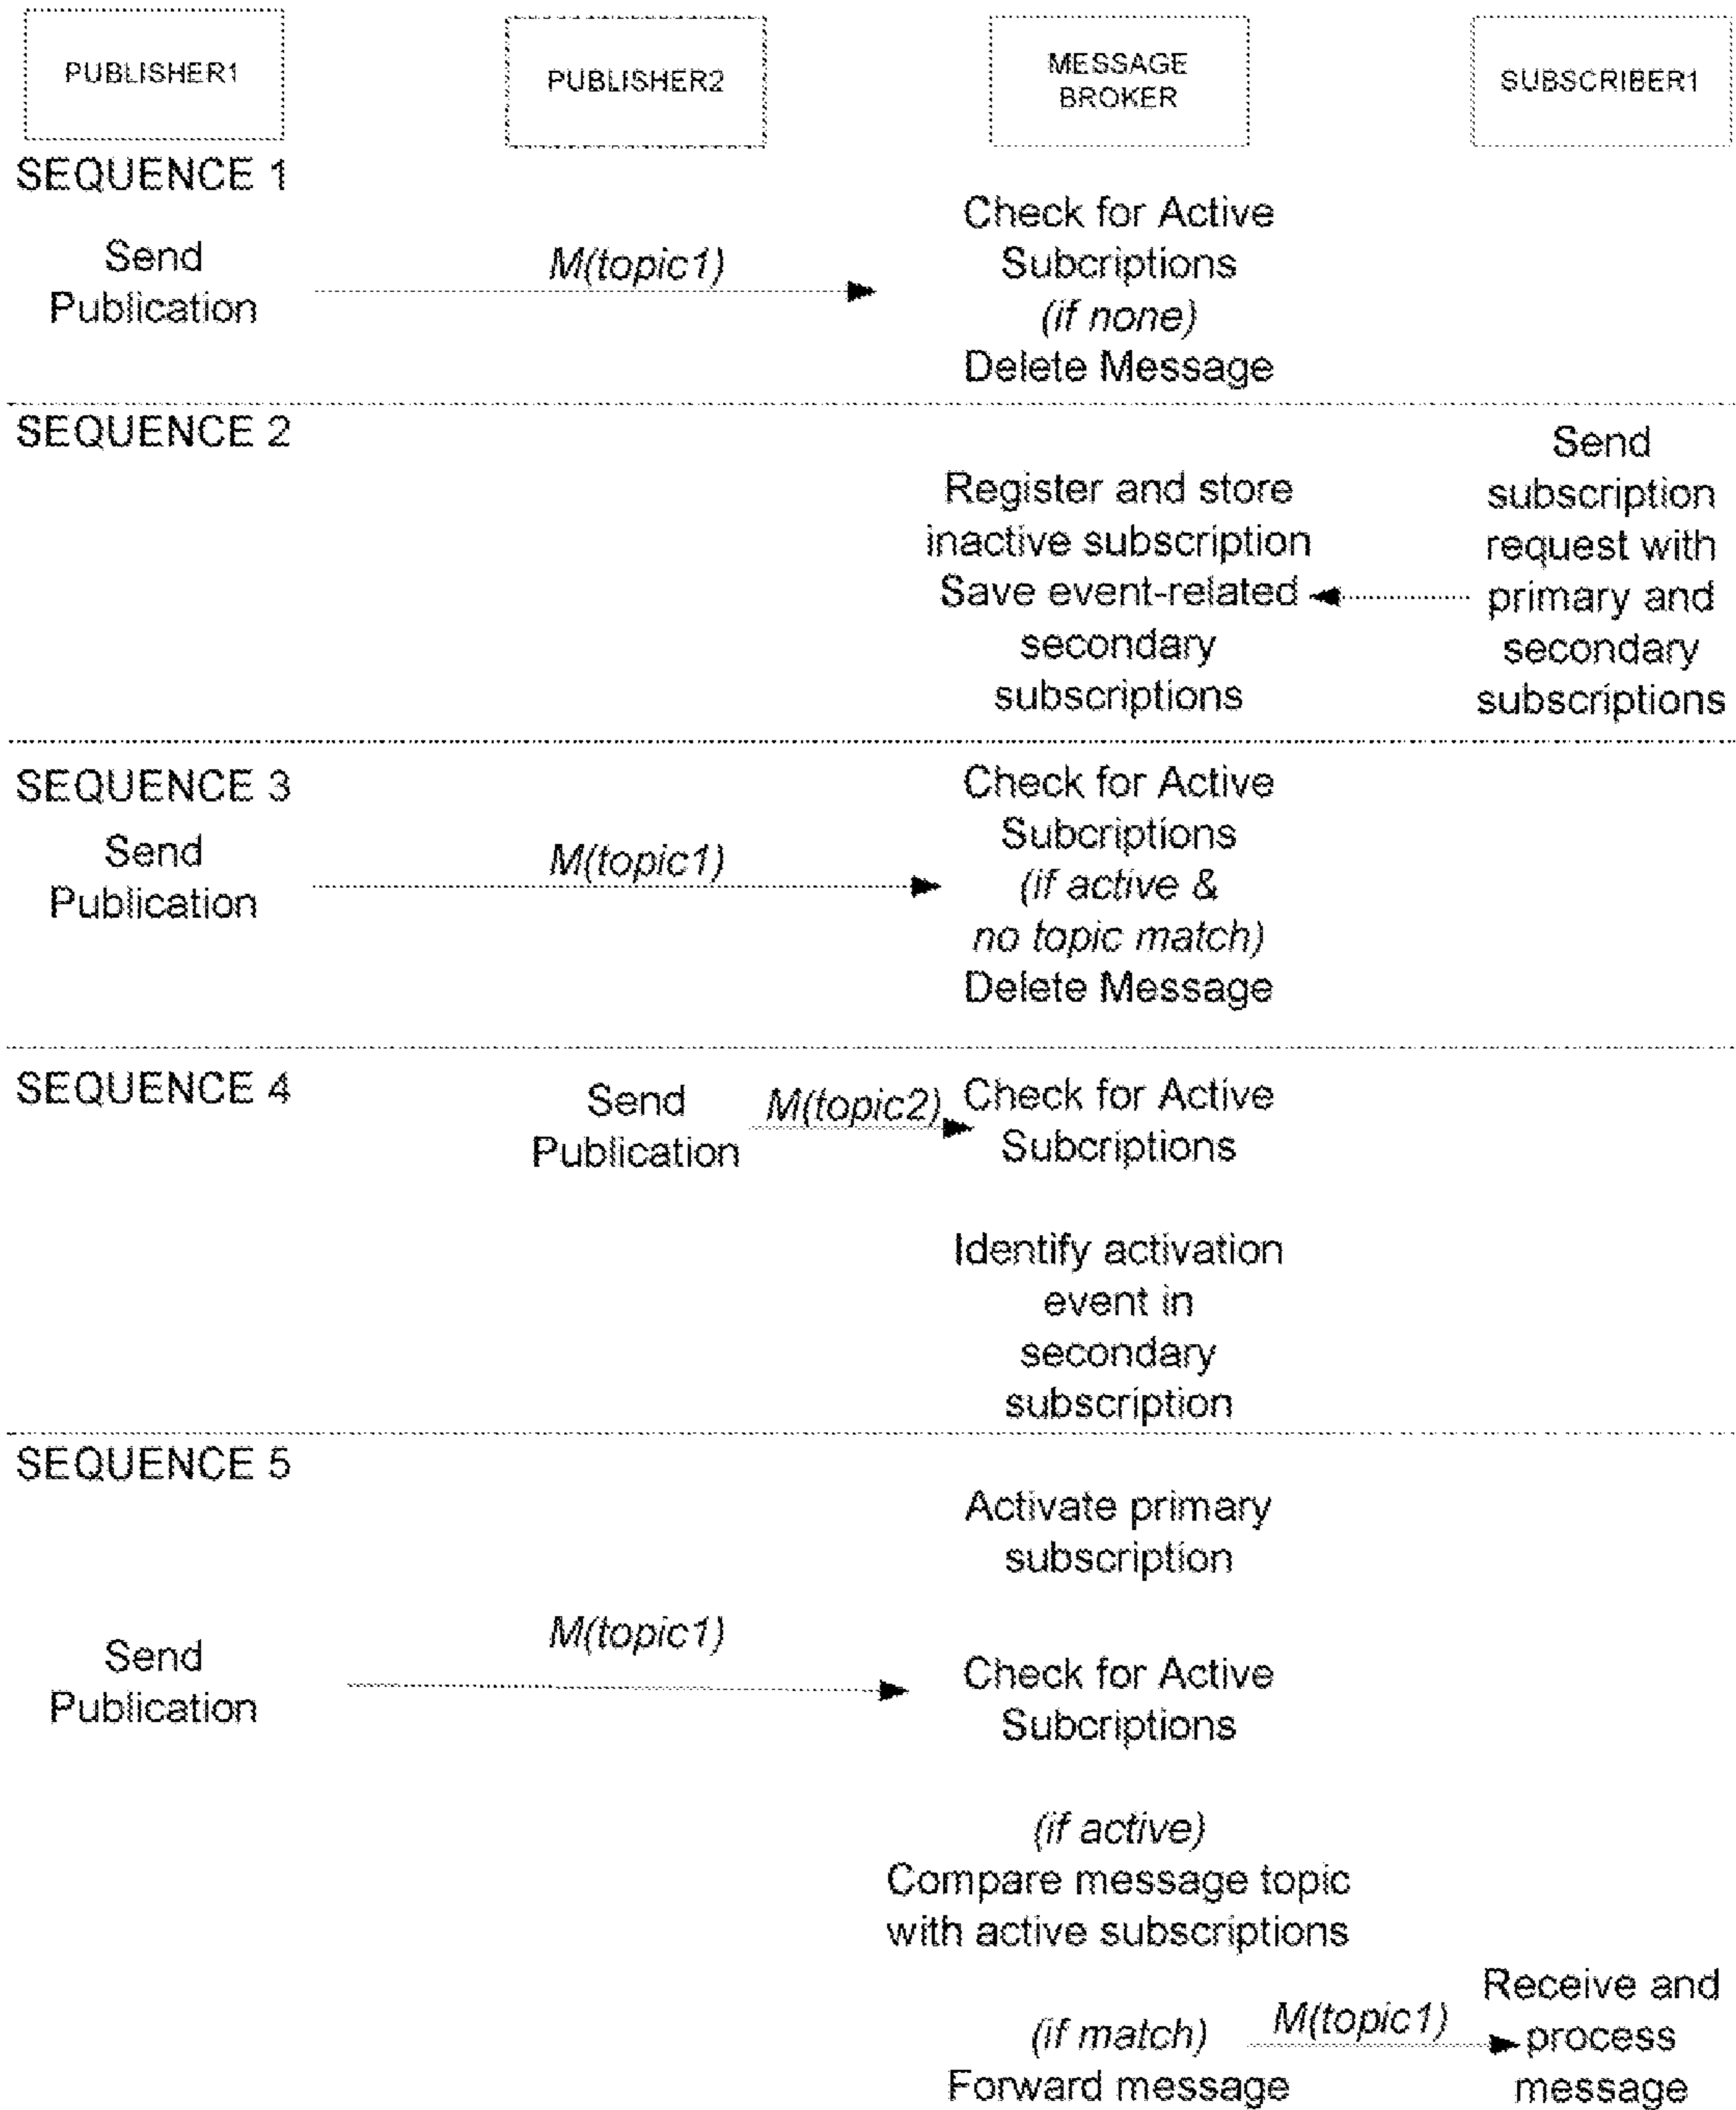 PUBLISHER1
PUBLISHER2
MESSAGE
BROKER
SUBSCRIBER1
SEQUENCE 1
Send
Publication
M(topic1)
Check for Active
Subcriptions
(if none)
Delete Message
SEQUENCE 2
Register and store
inactive subscription
Save event-related
secondary
subscriptions
Send
subscription
request with
primary and
secondary
subscriptions
SEQUENCE 3
Send
Publication
M(topic1)
Check for Active
Subcriptions
(if active &
no topic match)
Delete Message
SEQUENCE 4
Send
Publication
M(topic2)
Check for Active
Subcriptions
Identify activation
event in
secondary
subscription
SEQUENCE 5
Activate primary
subscription
Send
Publication
M(topic1)
Check for Active
Subcriptions
(if active)
Compare message topic
with active subscriptions
(if match)
Forward message
M(topic1)
Receive and
process
message